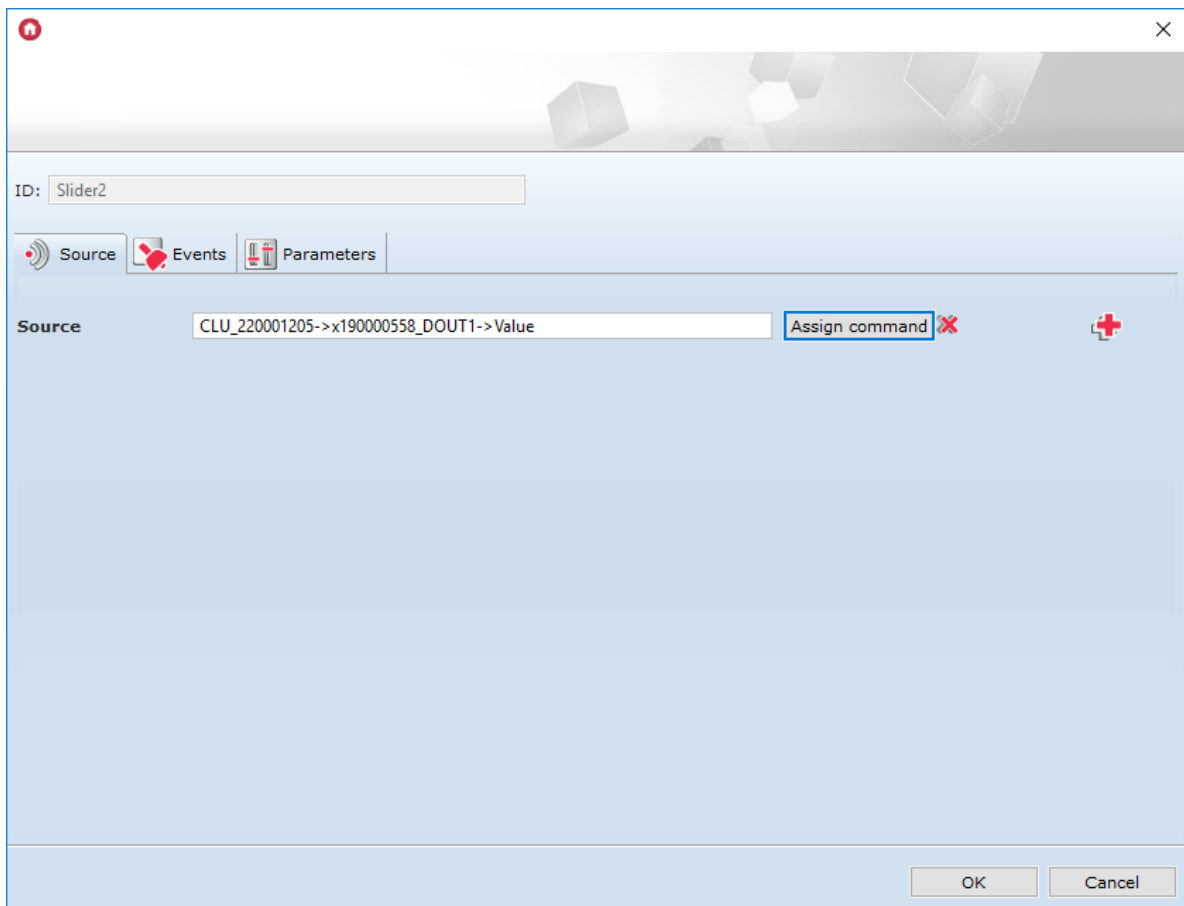 ID: Slider2
Source Events Parameters
Source CLU_220001205->x190000558_DOUT1->Value Assign command
OK Cancel